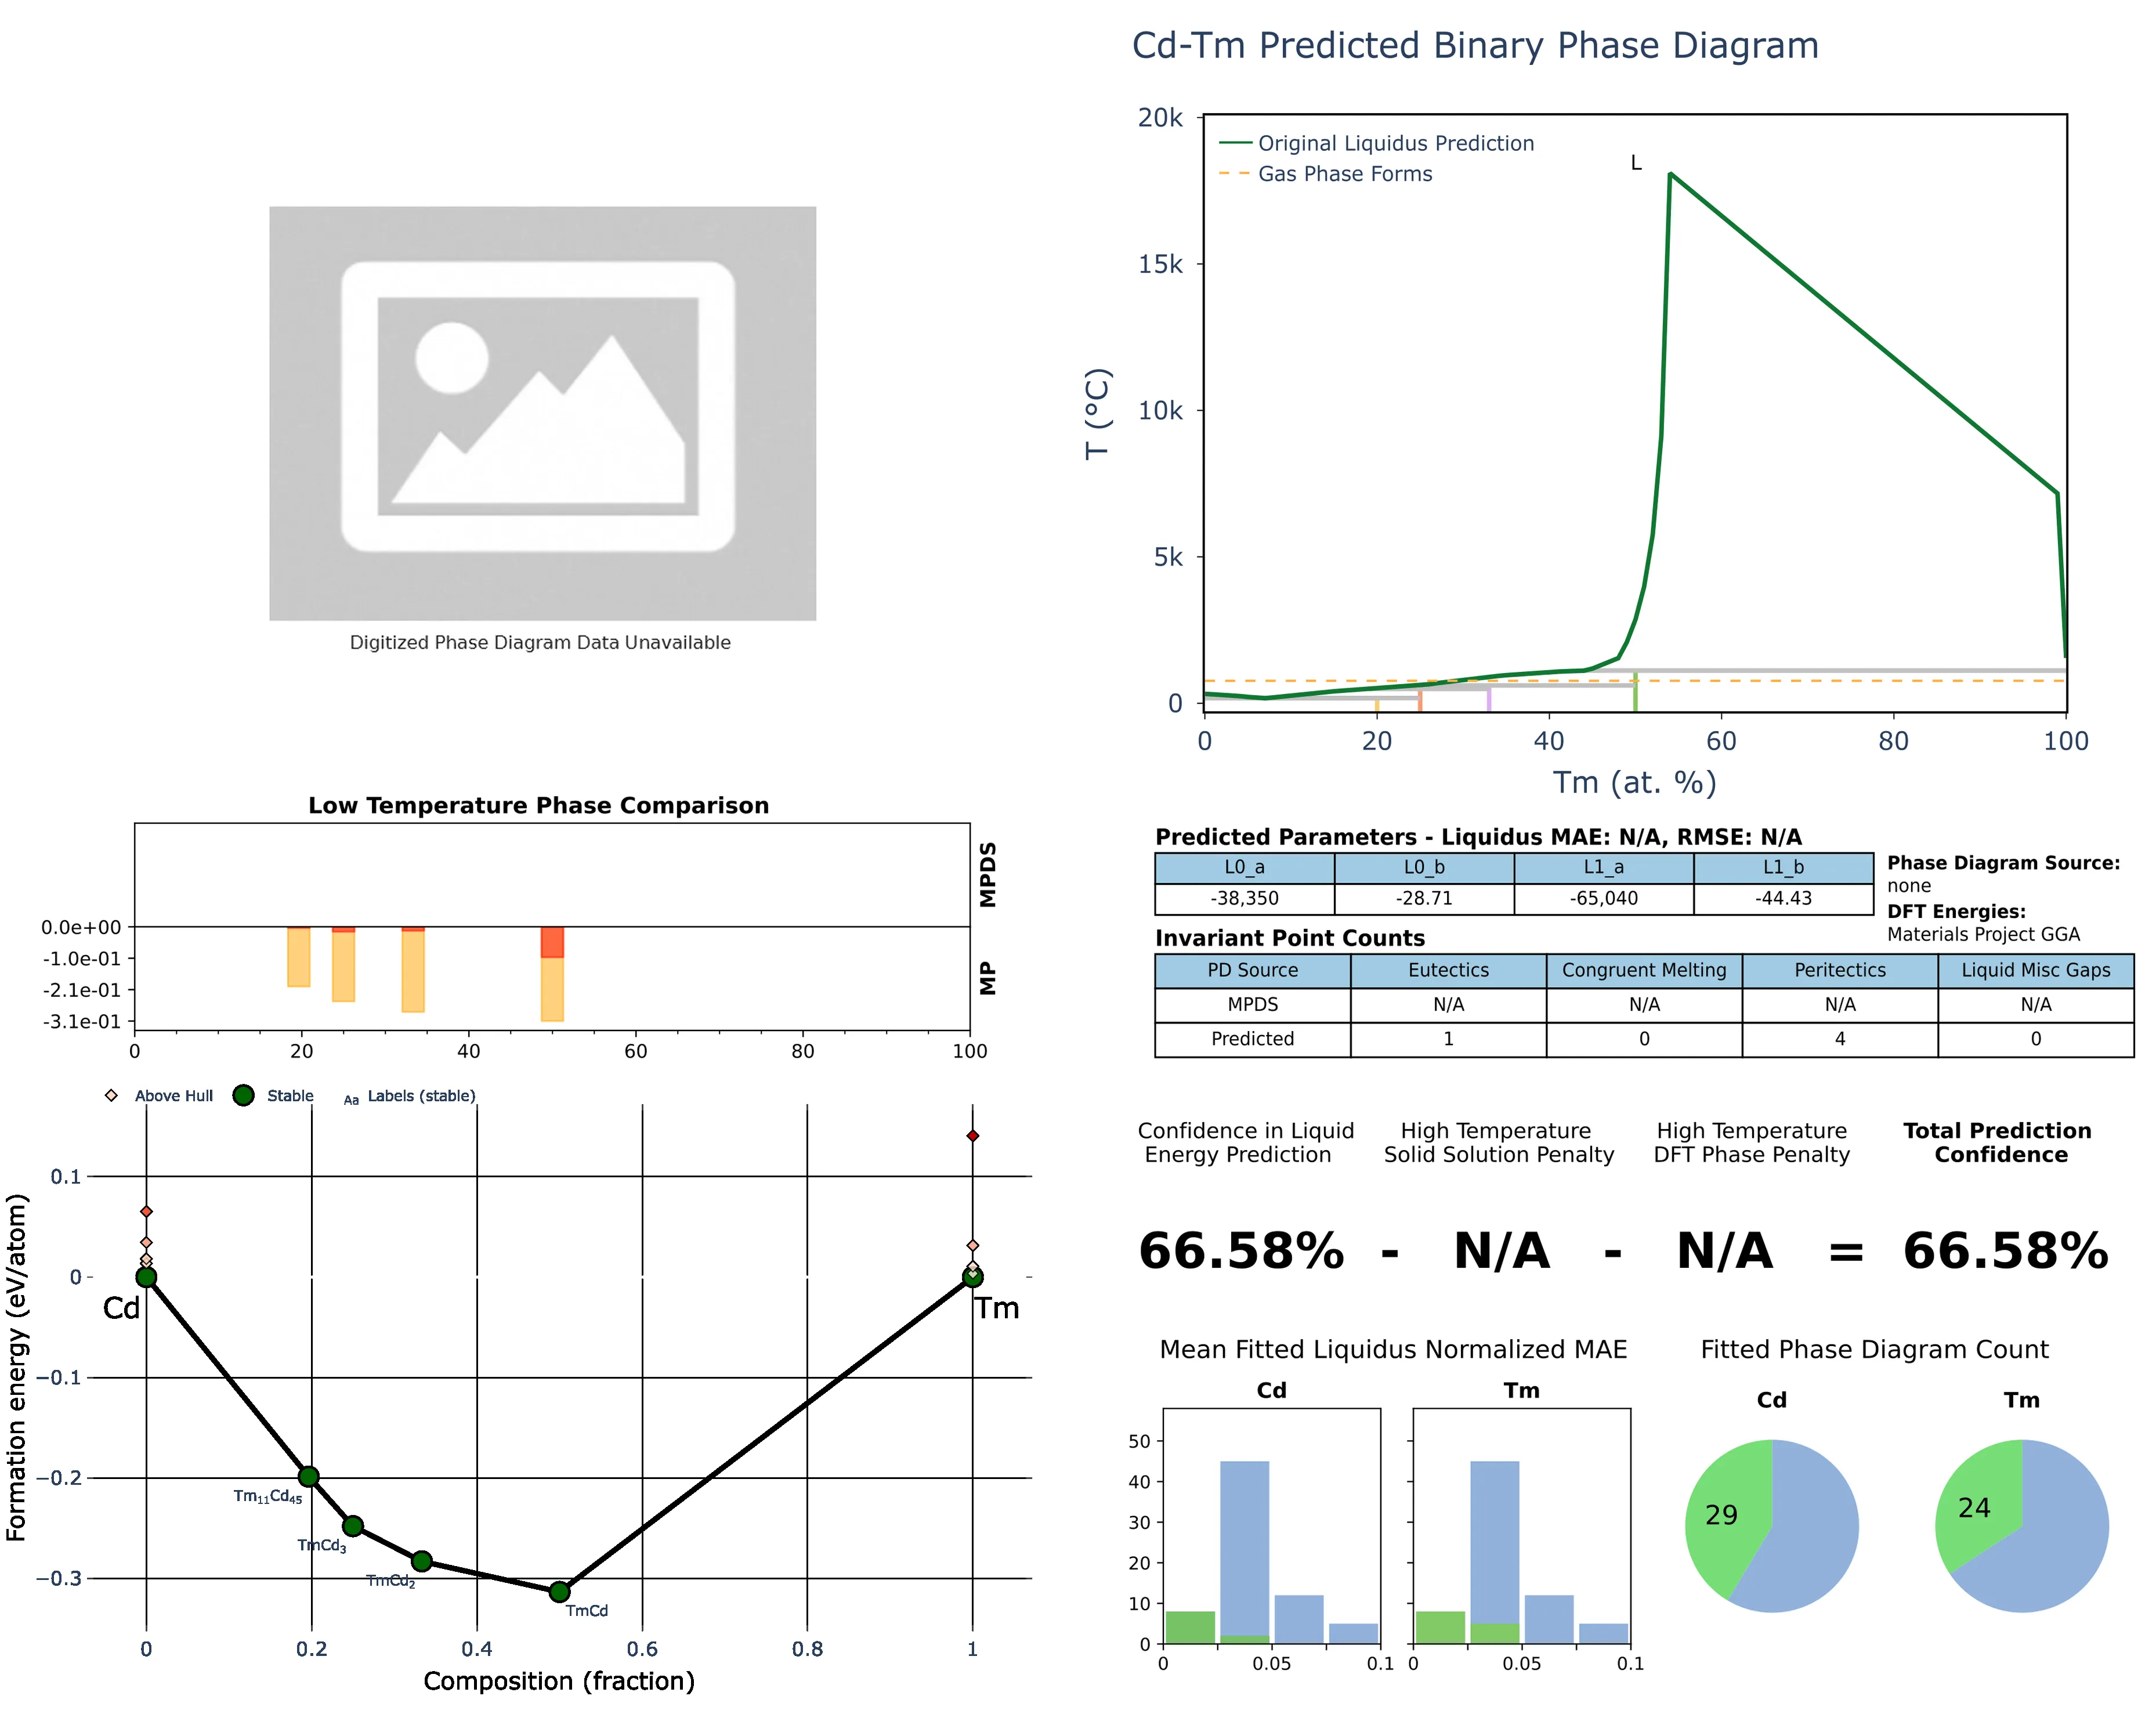 Cd-Tm Predicted Binary Phase Diagram
20k
15k
10k
5k
0
T (°C)
Original Liquidus Prediction
Gas Phase Forms
L
0 20 40 60 80 100
Tm (at. %)
Digitized Phase Diagram Data Unavailable
Low Temperature Phase Comparison
MPDS
MP
0.0e+00
-1.0e-01
-2.1e-01
-3.1e-01
0 20 40 60 80 100
Predicted Parameters - Liquidus MAE: N/A, RMSE: N/A
L0_a L0_b L1_a L1_b
-38,350 -28.71 -65,040 -44.43
Phase Diagram Source:
none
DFT Energies:
Materials Project GGA
Invariant Point Counts
PD Source Eutectics Congruent Melting Peritectics Liquid Misc Gaps
MPDS N/A N/A N/A N/A
Predicted 1 0 4 0
Above Hull Stable Aa Labels (stable)
0.1
0
−0.1
−0.2
−0.3
Formation energy (eV/atom)
Cd
Tm
Tm₁₁Cd₄₅
TmCd₃
TmCd₂
TmCd
0 0.2 0.4 0.6 0.8 1
Composition (fraction)
Confidence in Liquid
Energy Prediction
High Temperature
Solid Solution Penalty
High Temperature
DFT Phase Penalty
Total Prediction
Confidence
66.58% - N/A - N/A = 66.58%
Mean Fitted Liquidus Normalized MAE
Cd
Tm
50
40
30
20
10
0
0 0.05 0.1
0 0.05 0.1
Fitted Phase Diagram Count
Cd
Tm
29
24